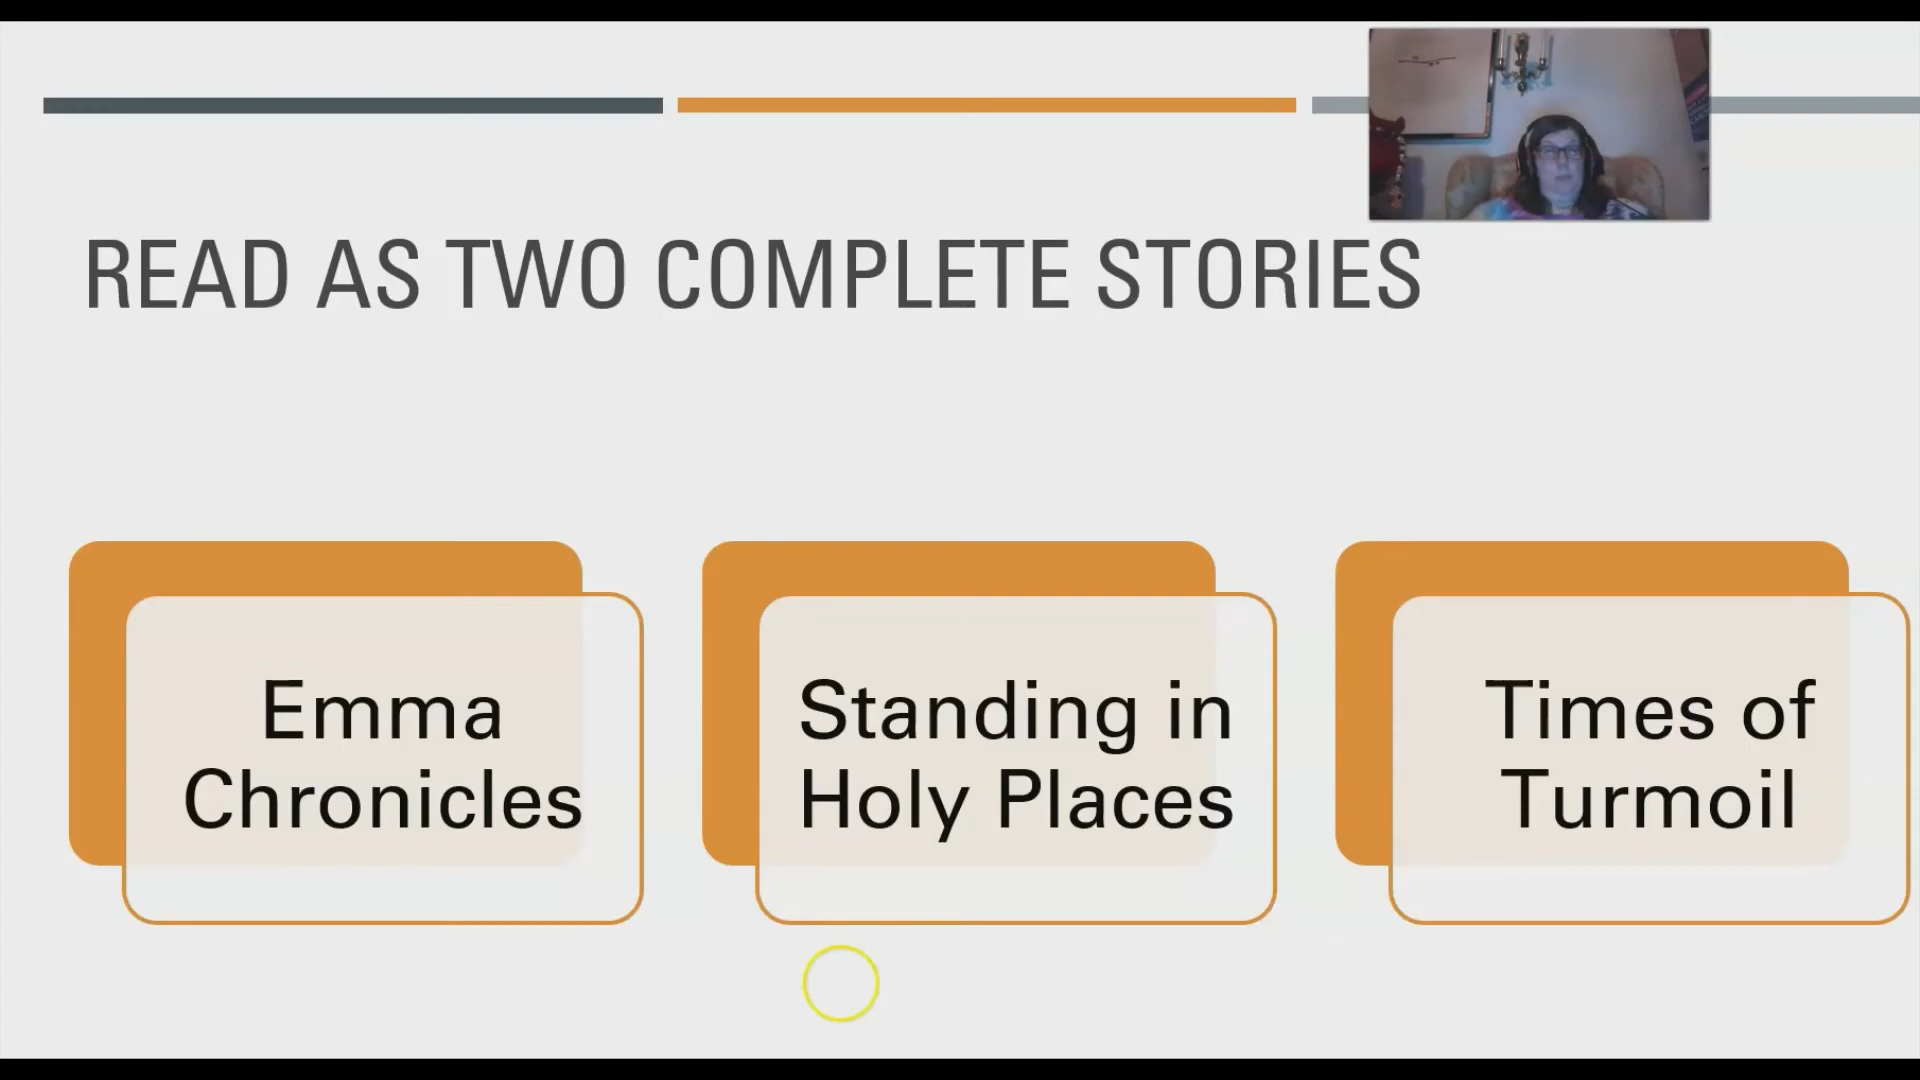 READ AS TWO COMPLETE STORIES
Emma
Chronicles
Standing in
Holy Places
Times of
Turmoil